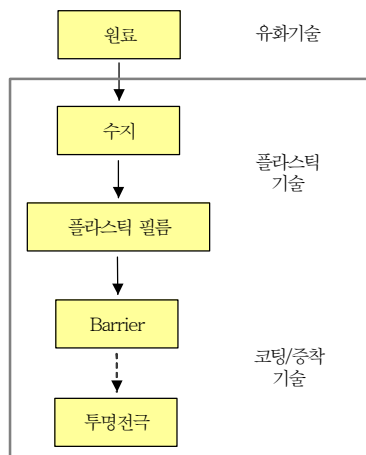 원료
유화기술
수지
플라스틱
기술
플라스틱 필름
Barrier
코팅/증착
기술
투명전극